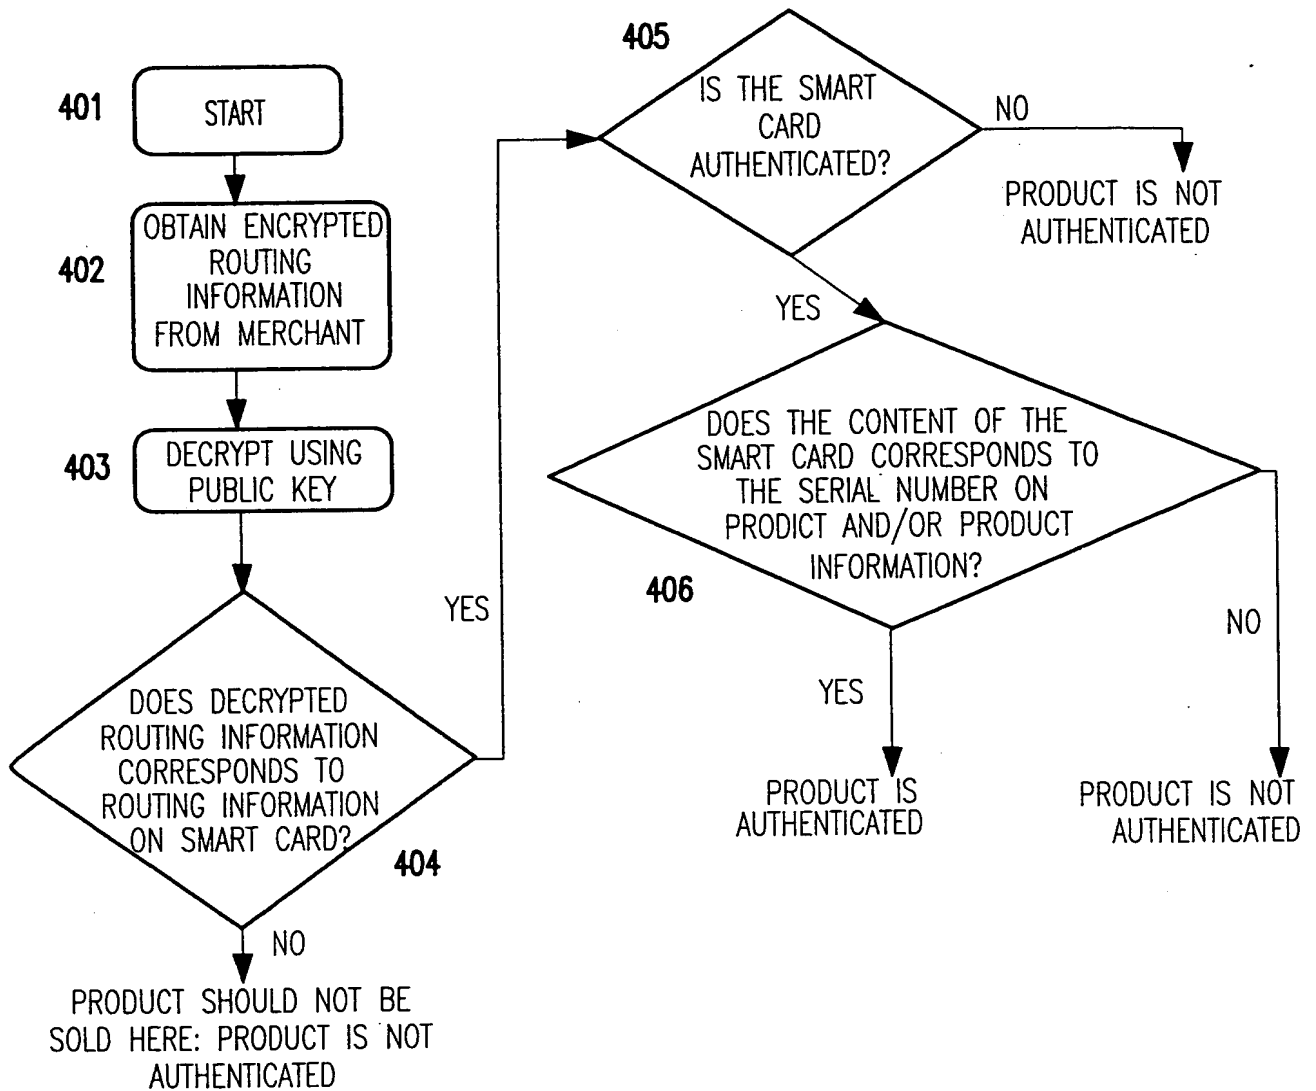 401
START
402
OBTAIN ENCRYPTED
ROUTING
INFORMATION
FROM MERCHANT
403
DECRYPT USING
PUBLIC KEY
DOES DECRYPTED
ROUTING INFORMATION
CORRESPONDS TO
ROUTING INFORMATION
ON SMART CARD?
404
YES
NO
PRODUCT SHOULD NOT BE
SOLD HERE: PRODUCT IS NOT
AUTHENTICATED
405
IS THE SMART
CARD
AUTHENTICATED?
NO
PRODUCT IS NOT
AUTHENTICATED
YES
DOES THE CONTENT OF THE
SMART CARD CORRESPONDS TO
THE SERIAL NUMBER ON
PRODICT AND/OR PRODUCT
INFORMATION?
406
YES
PRODUCT IS
AUTHENTICATED
NO
PRODUCT IS NOT
AUTHENTICATED